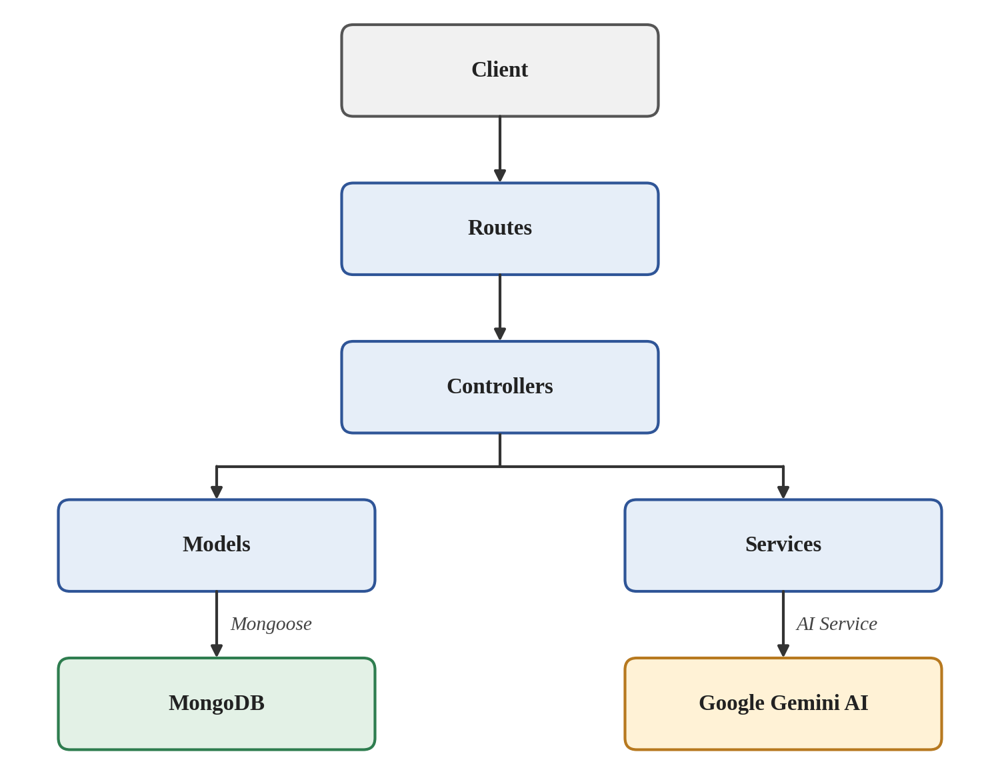 Client
Routes
Controllers
Models
Services
Mongoose
AI Service
MongoDB
Google Gemini AI